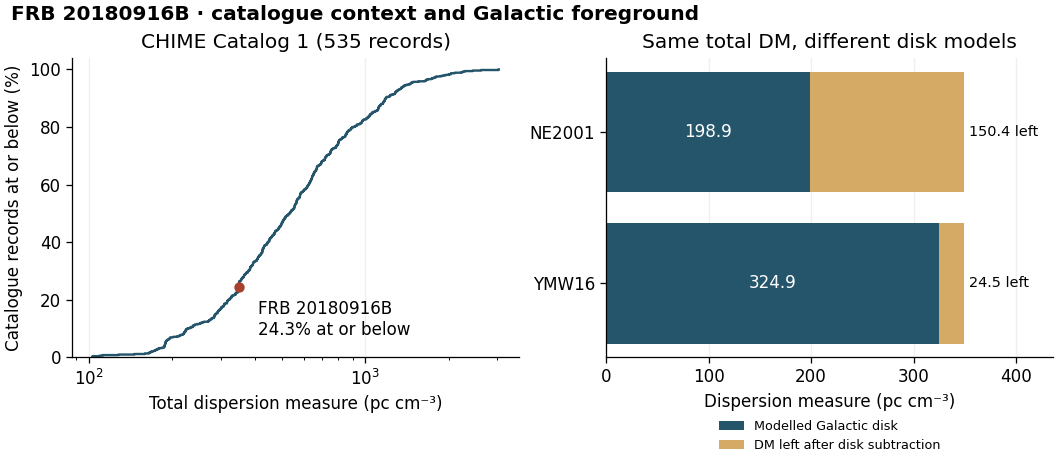 FRB 20180916B · catalogue context and Galactic foreground
CHIME Catalog 1 (535 records)
Catalogue records at or below (%)
100
80
60
40
20
0
FRB 20180916B
24.3% at or below
10²
10³
Total dispersion measure (pc cm⁻³)
Same total DM, different disk models
NE2001
198.9
150.4 left
YMW16
324.9
24.5 left
0
100
200
300
400
Dispersion measure (pc cm⁻³)
Modelled Galactic disk
DM left after disk subtraction